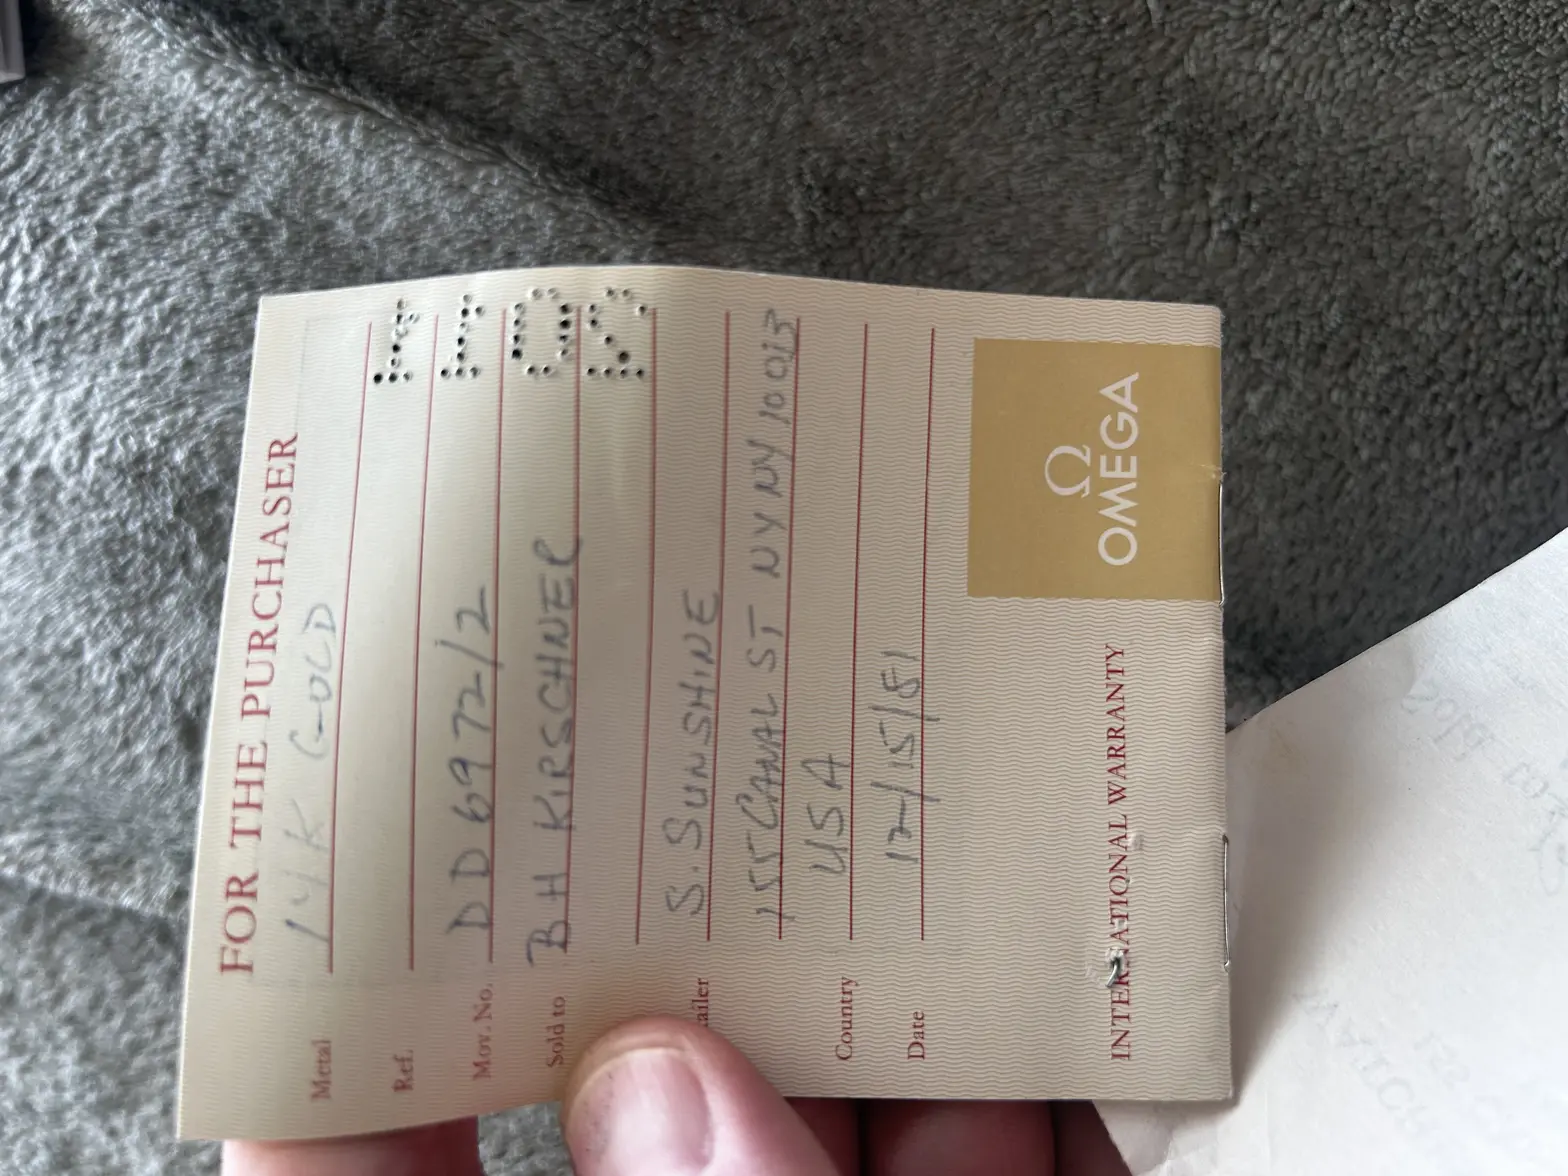 FOR THE PURCHASER
Metal 14K GOLD
Ref.
Mov. No. DD 6972/2
Sold to BH KIRSCHNER
ailer S. SUNSHINE
155 CANAL ST NY NY 10013
Country USA
Date 12/15/81
Ω
OMEGA
INTERNATIONAL WARRANTY